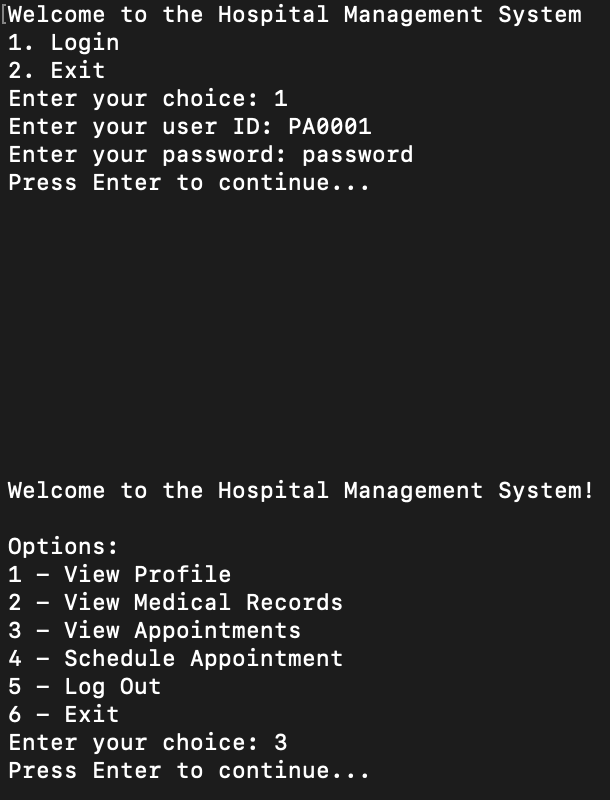 [Welcome to the Hospital Management System
1. Login
2. Exit
Enter your choice: 1
Enter your user ID: PA0001
Enter your password: password
Press Enter to continue...
Welcome to the Hospital Management System!
Options:
1 – View Profile
2 – View Medical Records
3 – View Appointments
4 – Schedule Appointment
5 – Log Out
6 – Exit
Enter your choice: 3
Press Enter to continue...